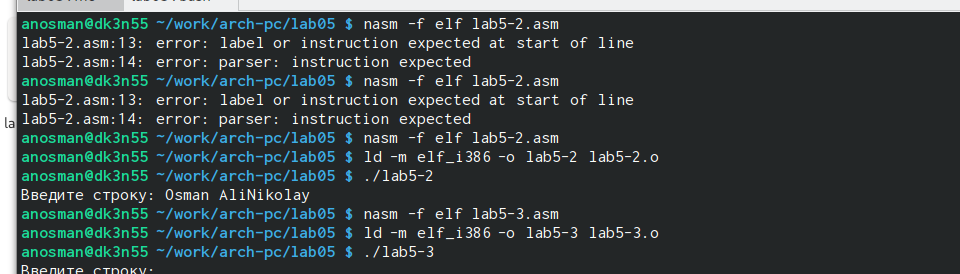 anosman@dk3n55 ~/work/arch-pc/lab05 $ nasm -f elf lab5-2.asm
lab5-2.asm:13: error: label or instruction expected at start of line
lab5-2.asm:14: error: parser: instruction expected
anosman@dk3n55 ~/work/arch-pc/lab05 $ nasm -f elf lab5-2.asm
lab5-2.asm:13: error: label or instruction expected at start of line
lab5-2.asm:14: error: parser: instruction expected
la
anosman@dk3n55 ~/work/arch-pc/lab05 $ nasm -f elf lab5-2.asm
anosman@dk3n55 ~/work/arch-pc/lab05 $ ld -m elf_i386 -o lab5-2 lab5-2.o
anosman@dk3n55 ~/work/arch-pc/lab05 $ ./lab5-2
Введите строку: Osman AliNikolay
anosman@dk3n55 ~/work/arch-pc/lab05 $ nasm -f elf lab5-3.asm
anosman@dk3n55 ~/work/arch-pc/lab05 $ ld -m elf_i386 -o lab5-3 lab5-3.o
anosman@dk3n55 ~/work/arch-pc/lab05 $ ./lab5-3
Введите строку: